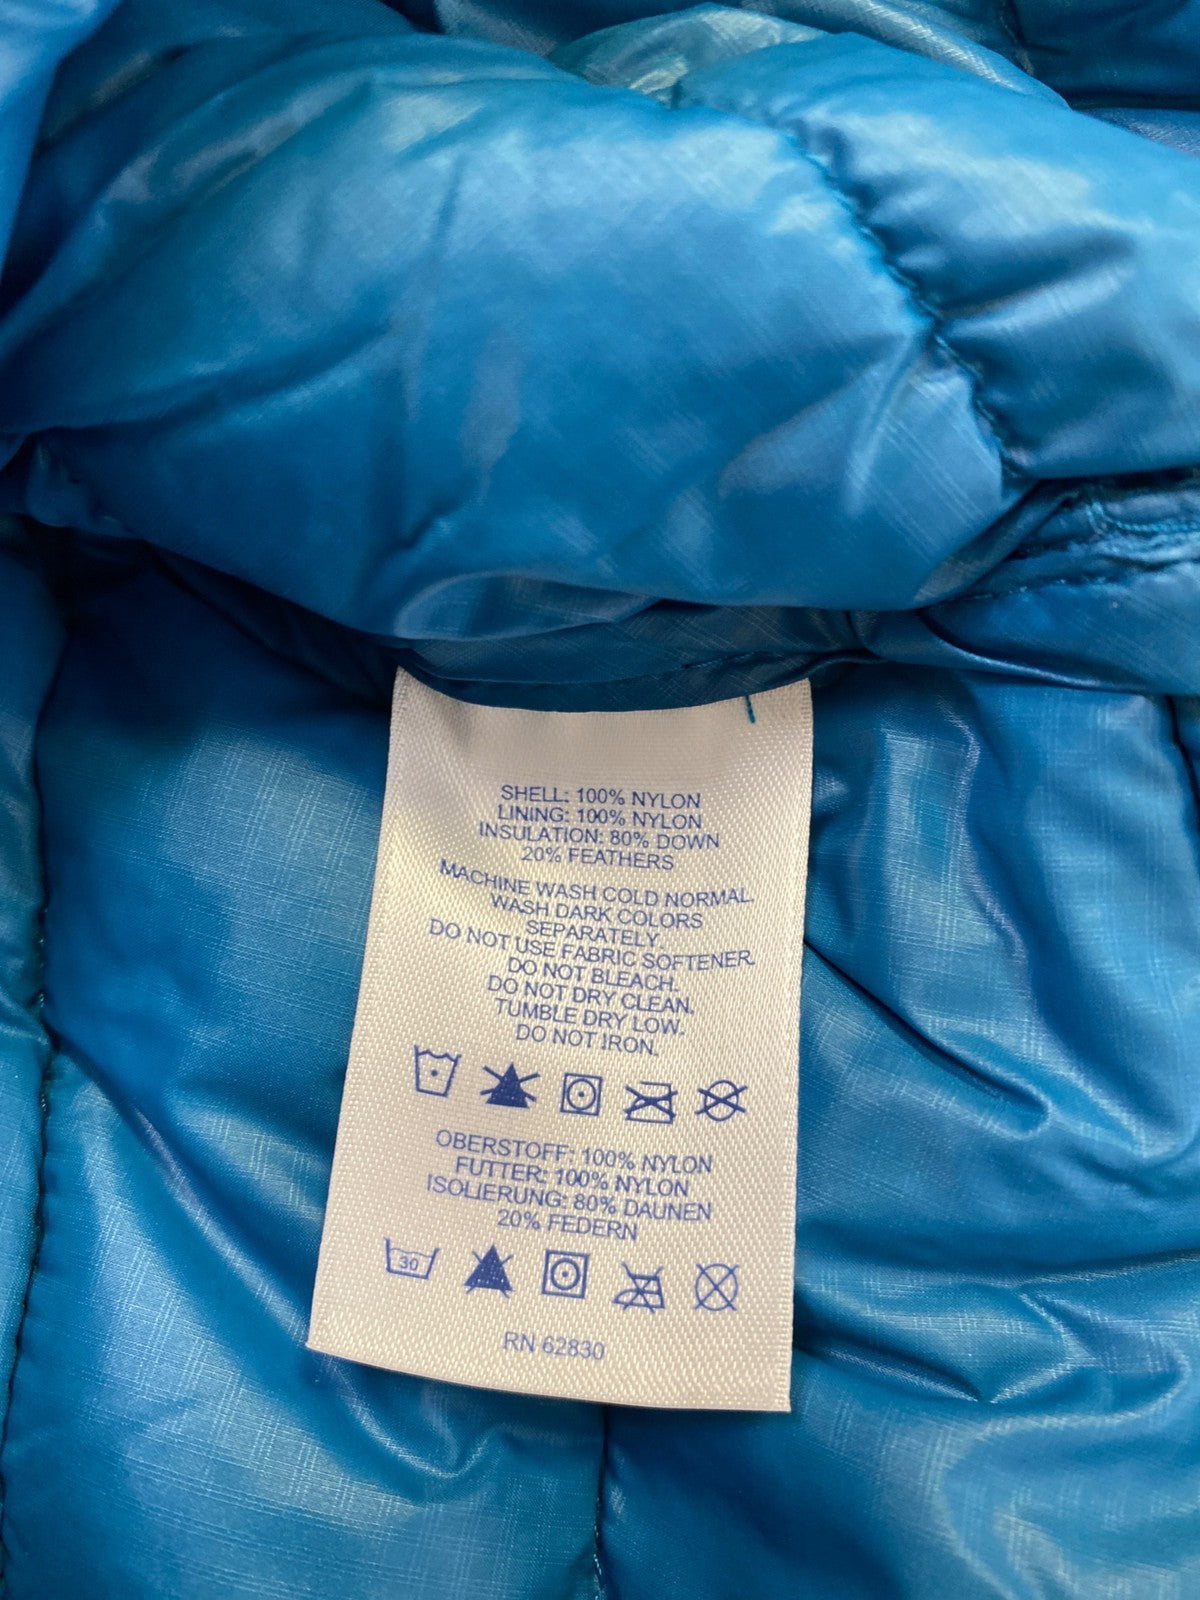 SHELL: 100% NYLON
LINING: 100% NYLON
INSULATION: 80% DOWN
20% FEATHERS
MACHINE WASH COLD NORMAL.
WASH DARK COLORS
SEPARATELY.
DO NOT USE FABRIC SOFTENER.
DO NOT BLEACH.
DO NOT DRY CLEAN.
TUMBLE DRY LOW.
DO NOT IRON.
OBERSTOFF: 100% NYLON
FUTTER: 100% NYLON
ISOLIERUNG: 80% DAUNEN
20% FEDERN
30
RN 62830